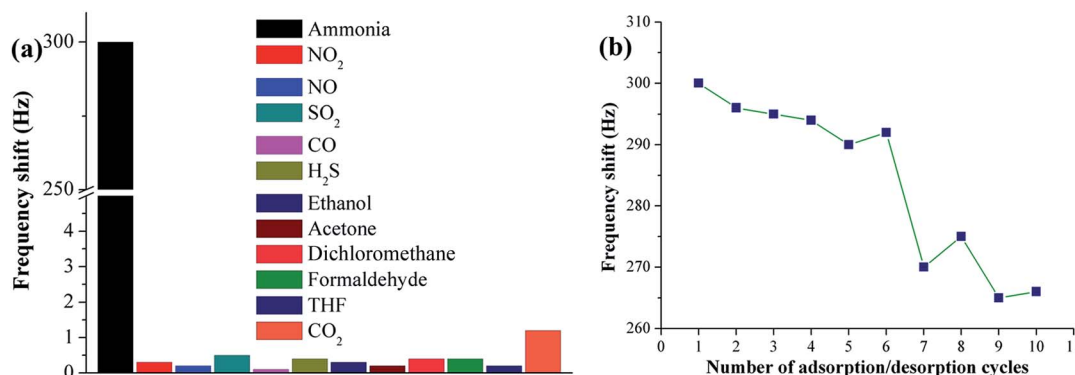 (a)
Frequency shift (Hz)
300
250
4
3
2
1
0
Ammonia
NO2
NO
SO2
CO
H2S
Ethanol
Acetone
Dichloromethane
Formaldehyde
THF
CO2
(b)
Frequency shift (Hz)
310
300
290
280
270
260
0 1 2 3 4 5 6 7 8 9 10 1
Number of adsorption/desorption cycles